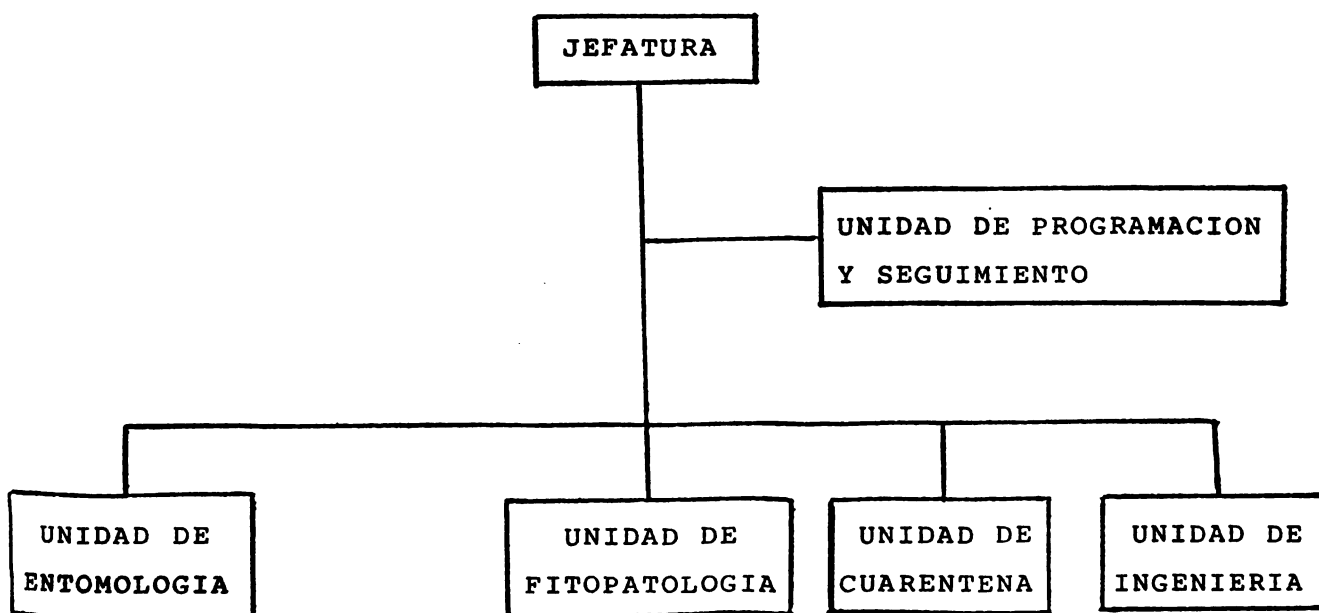 JEFATURA
UNIDAD DE PROGRAMACION
Y SEGUIMIENTO
UNIDAD DE
ENTOMOLOGIA
UNIDAD DE
FITOPATOLOGIA
UNIDAD DE
CUARENTENA
UNIDAD DE
INGENIERIA